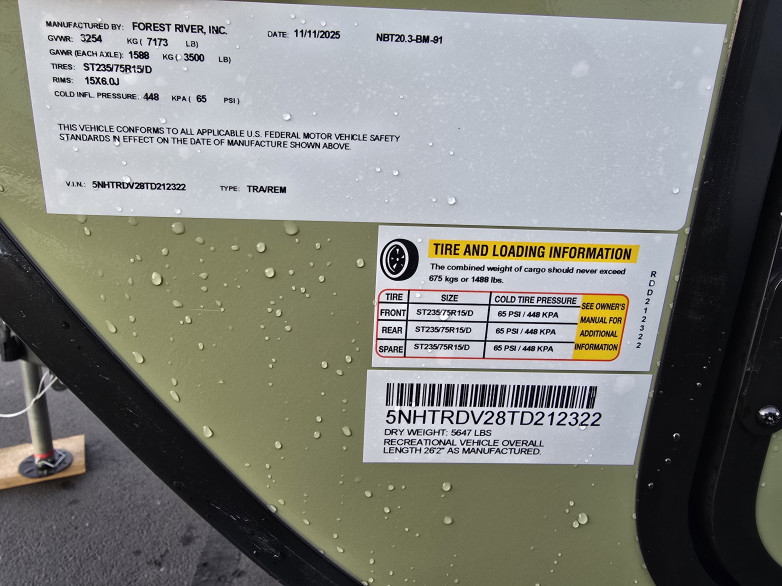 MANUFACTURED BY: FOREST RIVER, INC. DATE: 11/11/2025 NBT20.3-BM-91
GVWR: 3254 KG ( 7173 LB)
GAWR (EACH AXLE): 1588 KG ( 3500 LB)
TIRES: ST235/75R15/D
RIMS: 15X6.0J
COLD INFL. PRESSURE: 448 KPA ( 65 PSI )
THIS VEHICLE CONFORMS TO ALL APPLICABLE U.S. FEDERAL MOTOR VEHICLE SAFETY
STANDARDS IN EFFECT ON THE DATE OF MANUFACTURE SHOWN ABOVE.
V.I.N.: 5NHTRDV28TD212322 TYPE: TRA/REM
TIRE AND LOADING INFORMATION
The combined weight of cargo should never exceed
675 kgs or 1488 lbs.
TIRE SIZE COLD TIRE PRESSURE
FRONT ST235/75R15/D 65 PSI / 448 KPA
REAR ST235/75R15/D 65 PSI / 448 KPA
SPARE ST235/75R15/D 65 PSI / 448 KPA
SEE OWNER'S
MANUAL FOR
ADDITIONAL
INFORMATION
RDD212322
5NHTRDV28TD212322
DRY WEIGHT: 5647 LBS
RECREATIONAL VEHICLE OVERALL
LENGTH 26'2" AS MANUFACTURED.